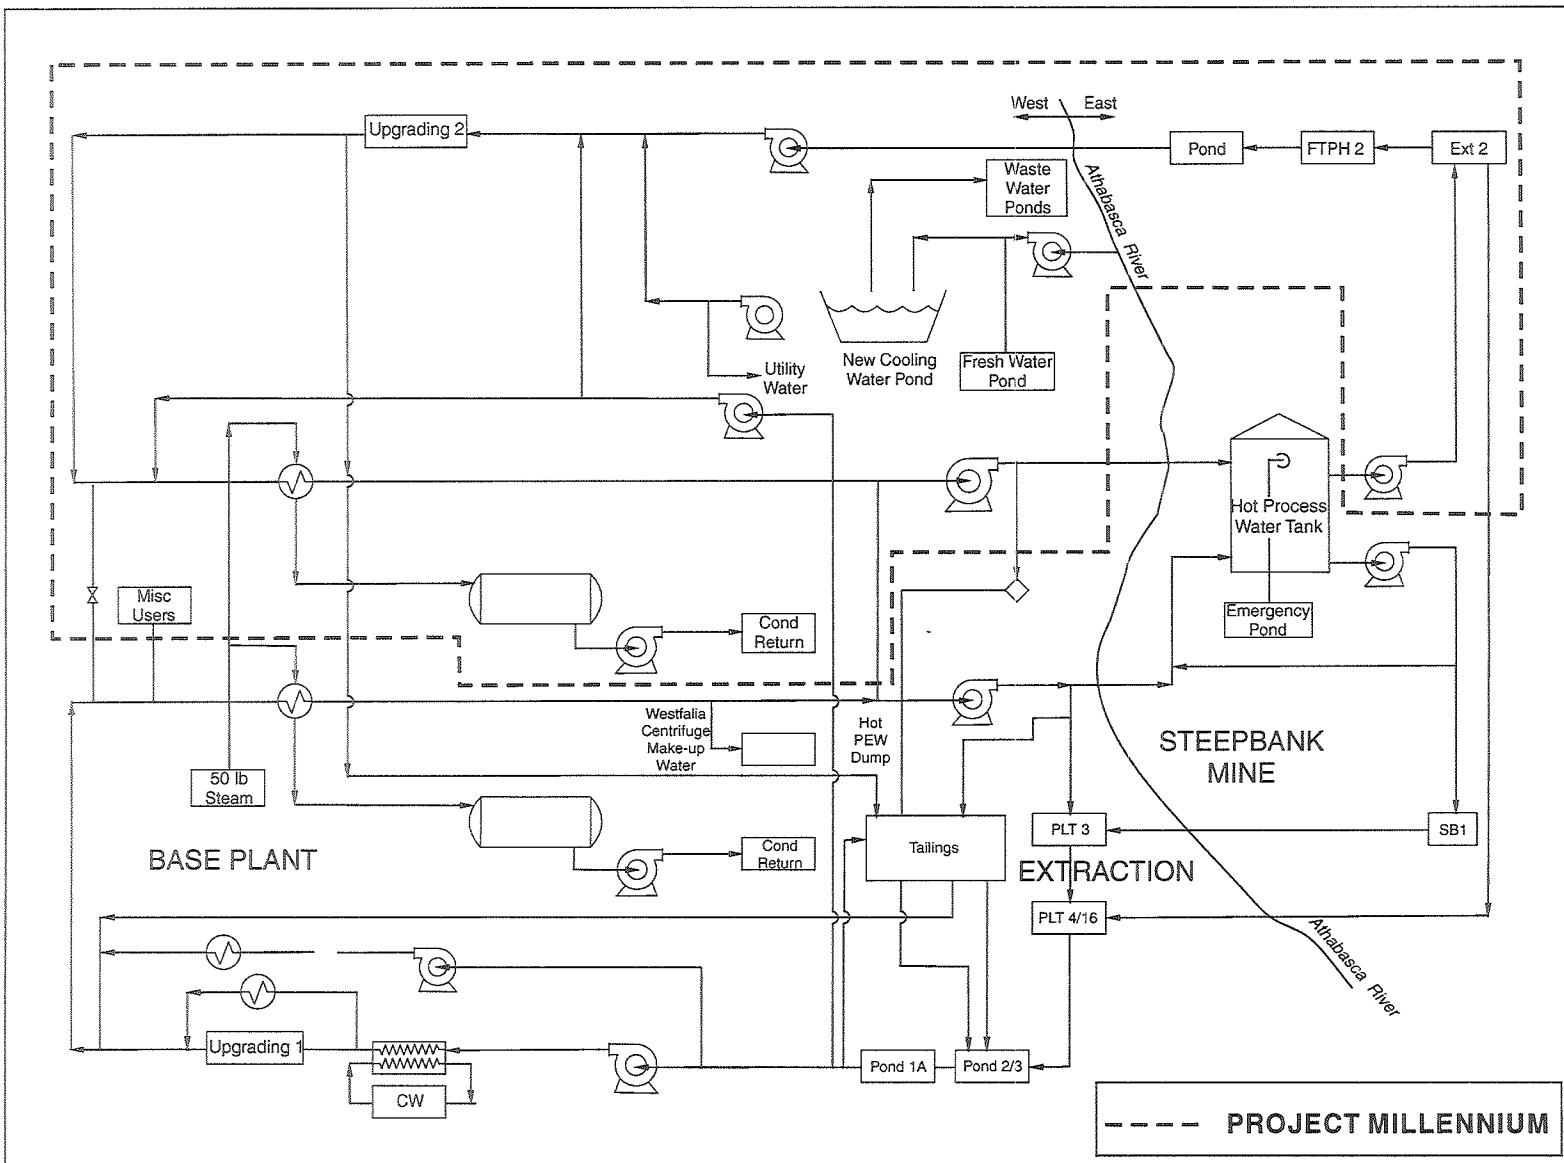 West East
Upgrading 2
Pond
FTPH 2
Ext 2
Waste
Water
Ponds
Athabasca River
Utility
Water
New Cooling
Water Pond
Fresh Water
Pond
Hot Process
Water Tank
Misc
Users
Cond
Return
Emergency
Pond
Westfalia
Centrifuge
Make-up
Water
Hot
PEW
Dump
STEEPBANK
MINE
50 lb
Steam
PLT 3
SB1
BASE PLANT
Cond
Return
Tailings
EXTRACTION
PLT 4/16
Athabasca River
Upgrading 1
Pond 1A
Pond 2/3
CW
PROJECT MILLENNIUM